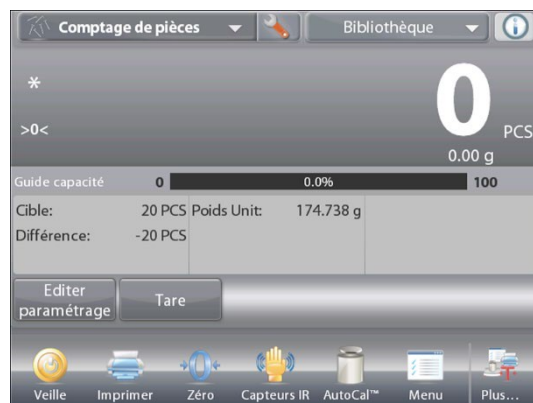 Comptage de pièces
Bibliothèque
*
>0<
0 PCS
0.00 g
Guide capacité 0 0.0% 100
Cible: 20 PCS Poids Unit: 174.738 g
Différence: -20 PCS
Editer
paramétrage
Tare
Veille Imprimer Zéro Capteurs IR AutoCal™ Menu Plus...